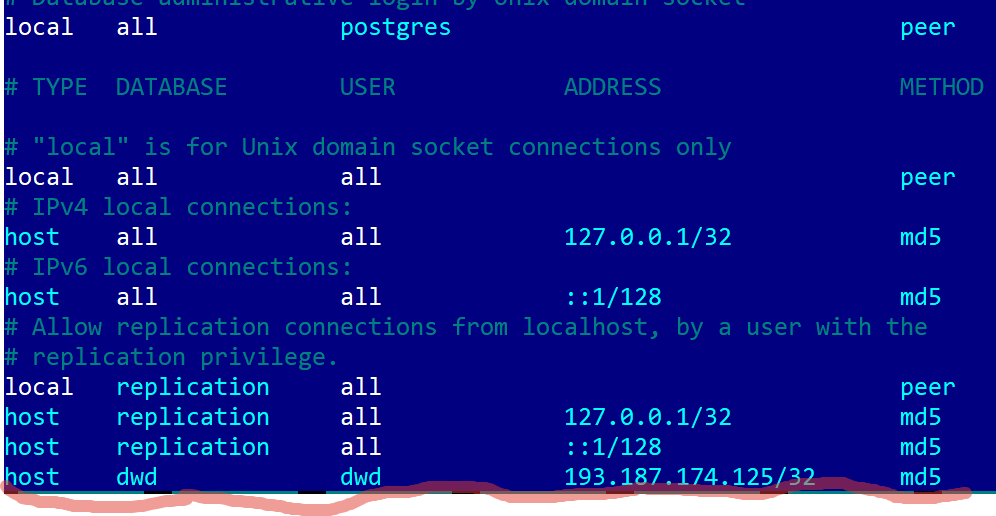 # Database administrative login by Unix domain socket
local all postgres peer
# TYPE DATABASE USER ADDRESS METHOD
# "local" is for Unix domain socket connections only
local all all peer
# IPv4 local connections:
host all all 127.0.0.1/32 md5
# IPv6 local connections:
host all all ::1/128 md5
# Allow replication connections from localhost, by a user with the
# replication privilege.
local replication all peer
host replication all 127.0.0.1/32 md5
host replication all ::1/128 md5
host dwd dwd 193.187.174.125/32 md5